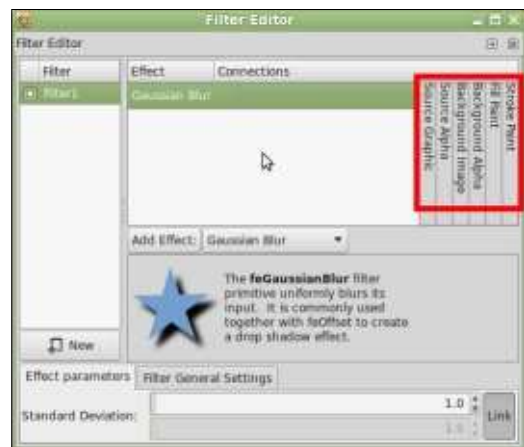 Filter Editor
Filter Editor
Filter
Effect
Connections
Filter1
Gaussian Blur
Stroke Paint
Fill Paint
Background Alpha
Background Image
Source Alpha
Source Graphic
Add Effect:
Gaussian Blur
The feGaussianBlur filter
primitive uniformly blurs its
input. It is commonly used
together with feOffset to create
a drop shadow effect.
New
Effect parameters
Filter General Settings
Standard Deviation:
1.0
1.0
Link